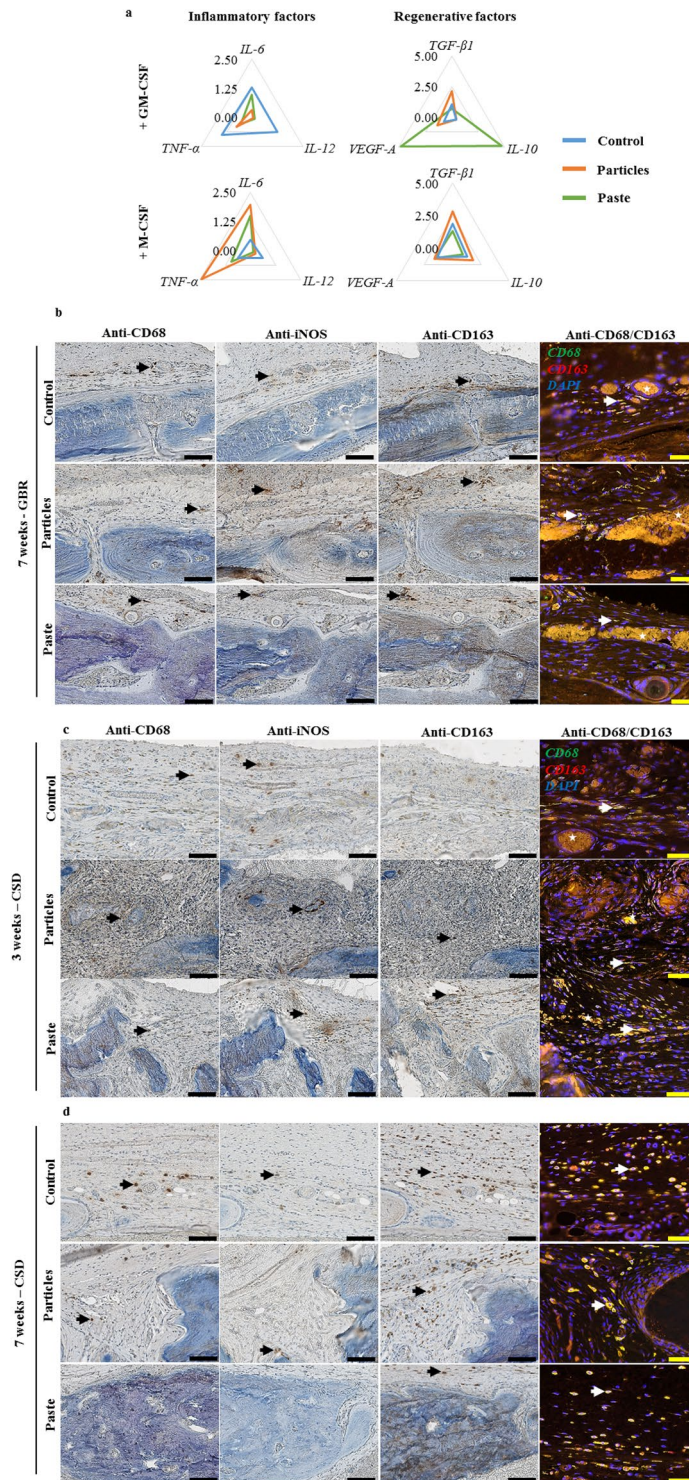 a
Inflammatory factors
Regenerative factors
+ GM-CSF
IL-6
2.50
1.25
0.00
TNF-α
IL-12
TGF-β1
5.00
2.50
0.00
VEGF-A
IL-10
Control
Particles
Paste
+ M-CSF
IL-6
2.50
1.25
0.00
TNF-α
IL-12
TGF-β1
5.00
2.50
0.00
VEGF-A
IL-10
b
Anti-CD68 Anti-iNOS Anti-CD163 Anti-CD68/CD163
7 weeks - GBR
Control
CD68
CD163
DAPI
Particles
Paste
c
Anti-CD68 Anti-iNOS Anti-CD163 Anti-CD68/CD163
3 weeks – CSD
Control
CD68
CD163
DAPI
Particles
Paste
d
7 weeks – CSD
Control
Particles
Paste